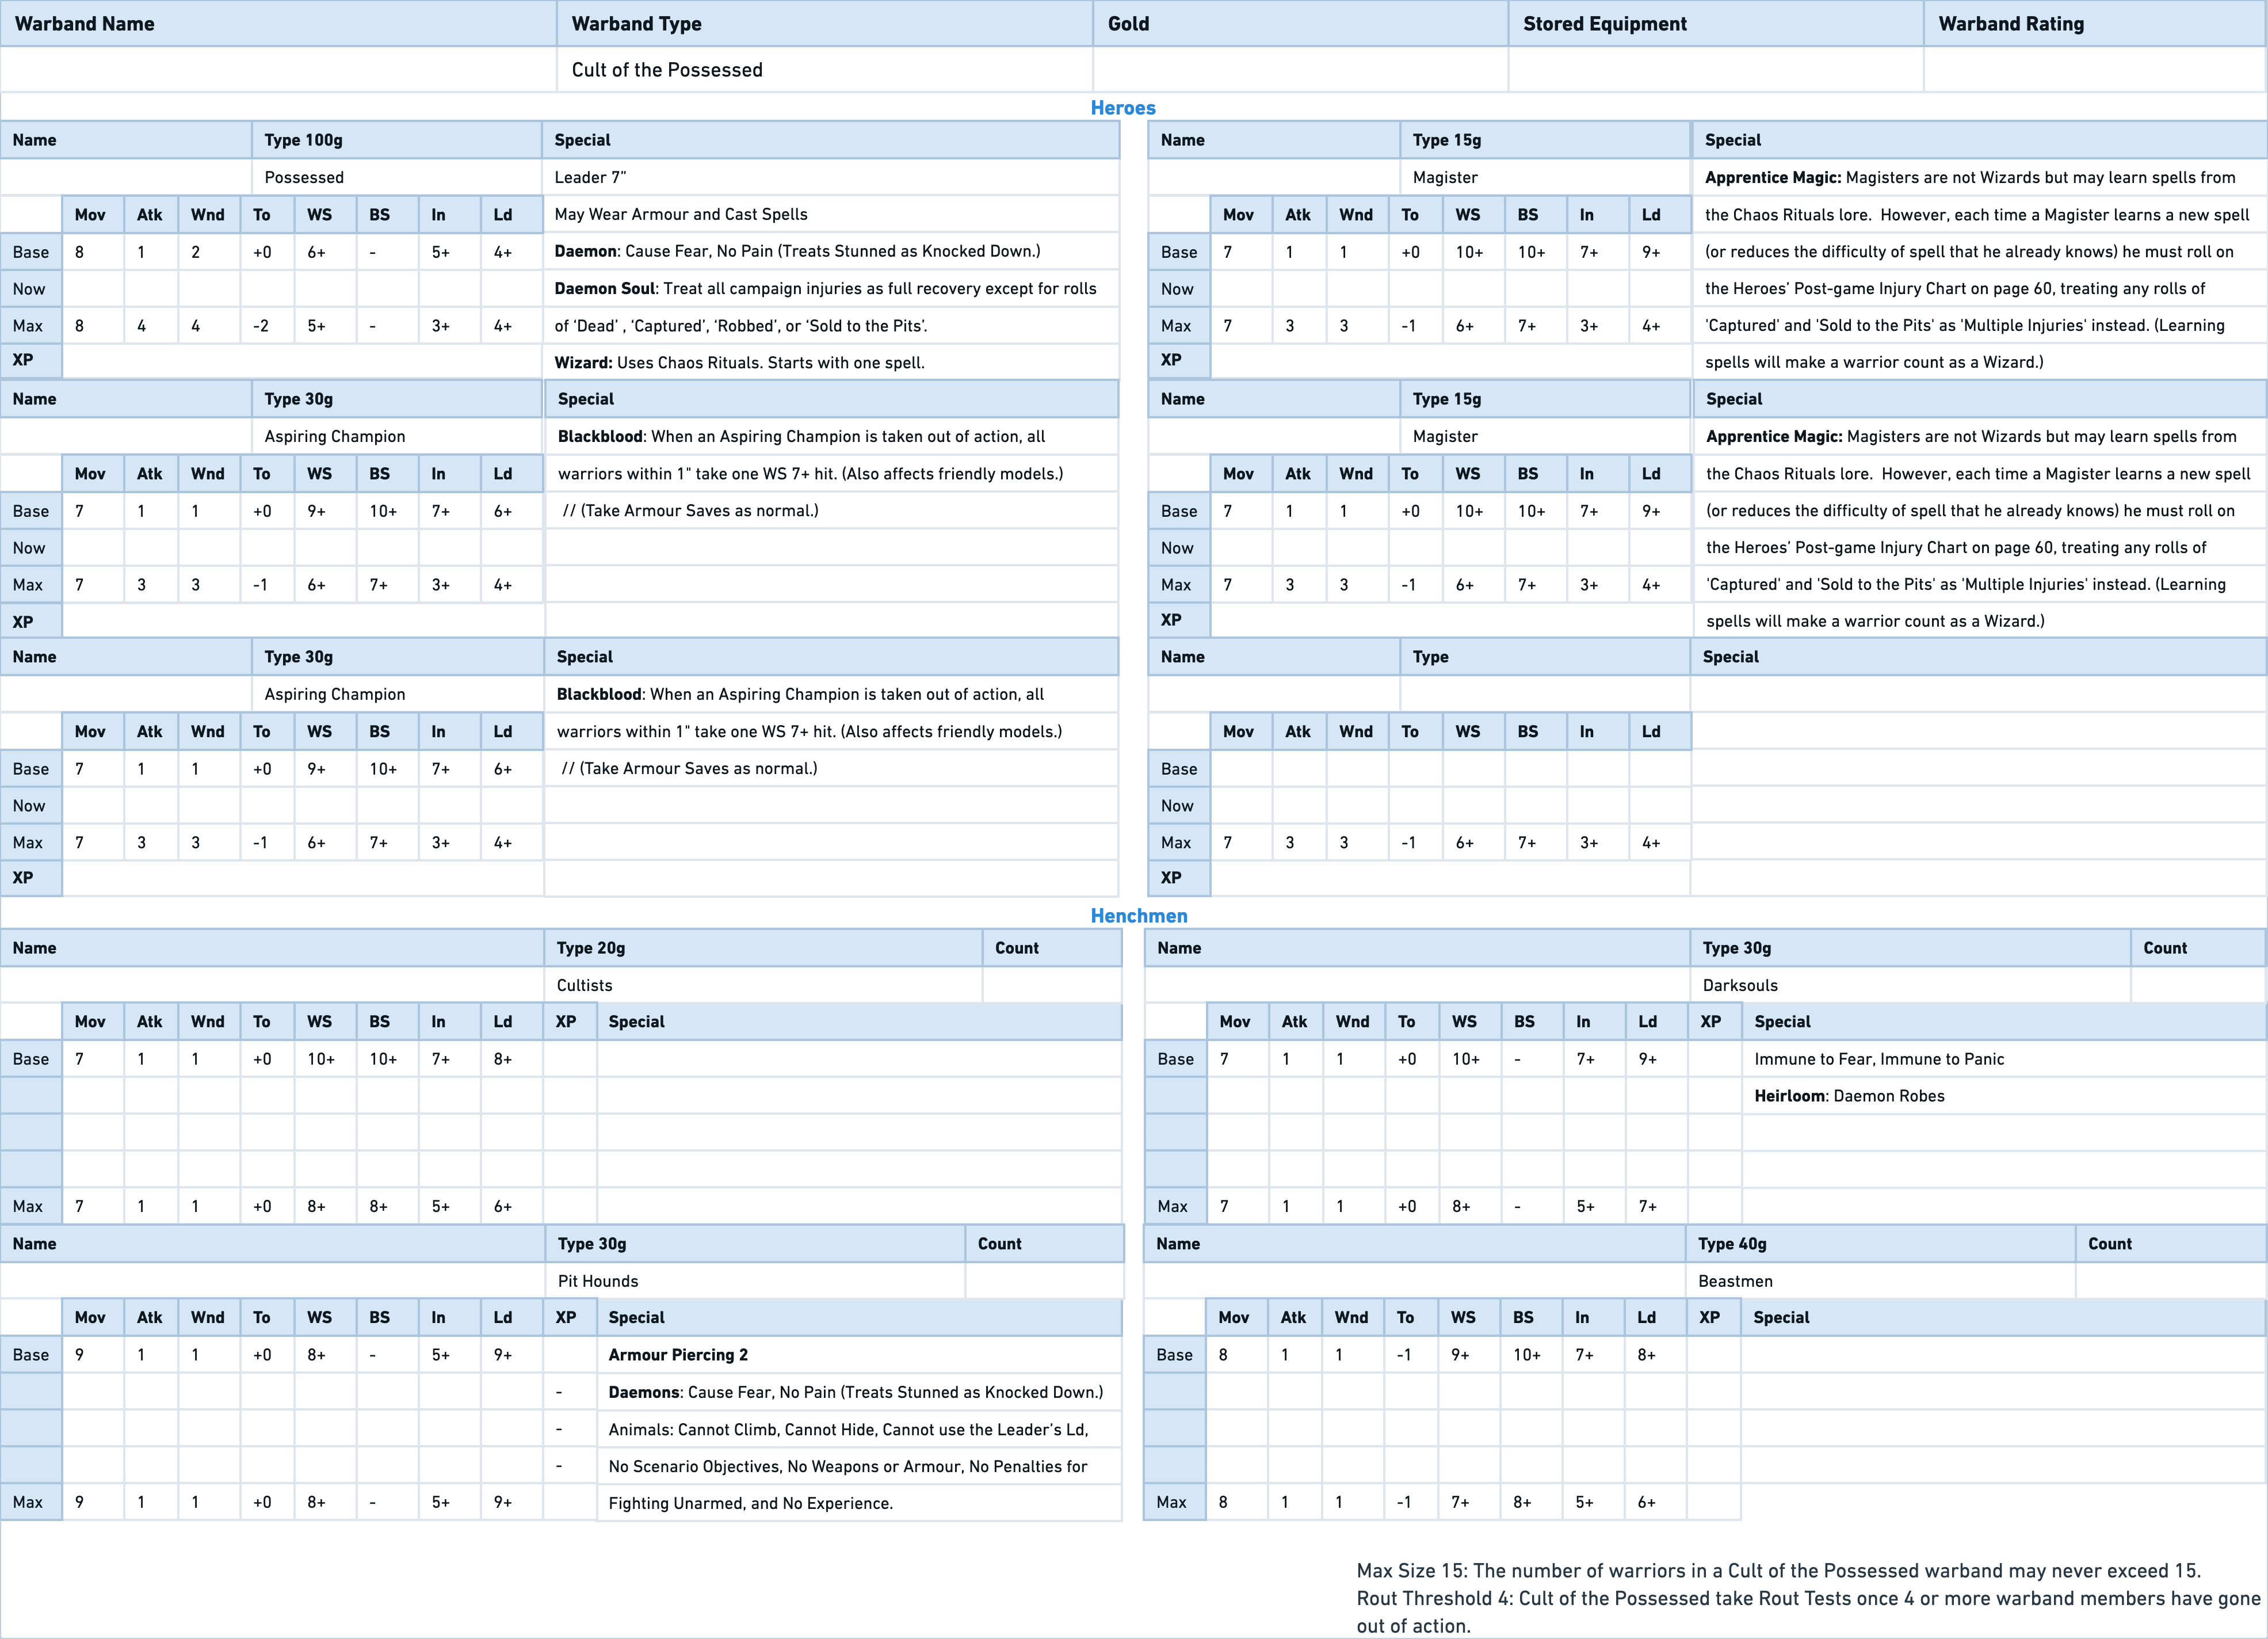 Warband Name Warband Type Gold Stored Equipment Warband Rating
Cult of the Possessed
Heroes
Name Type 100g Special
Possessed Leader 7"
Mov Atk Wnd To WS BS In Ld May Wear Armour and Cast Spells
Base 8 1 2 +0 6+ - 5+ 4+ Daemon: Cause Fear, No Pain (Treats Stunned as Knocked Down.)
Now Daemon Soul: Treat all campaign injuries as full recovery except for rolls
Max 8 4 4 -2 5+ - 3+ 4+ of ‘Dead’ , ‘Captured’, ‘Robbed’, or ‘Sold to the Pits’.
XP Wizard: Uses Chaos Rituals. Starts with one spell.
Name Type 15g Special
Magister Apprentice Magic: Magisters are not Wizards but may learn spells from
Mov Atk Wnd To WS BS In Ld the Chaos Rituals lore. However, each time a Magister learns a new spell
Base 7 1 1 +0 10+ 10+ 7+ 9+ (or reduces the difficulty of spell that he already knows) he must roll on
Now the Heroes’ Post-game Injury Chart on page 60, treating any rolls of
Max 7 3 3 -1 6+ 7+ 3+ 4+ 'Captured' and 'Sold to the Pits' as 'Multiple Injuries' instead. (Learning
XP spells will make a warrior count as a Wizard.)
Name Type 30g Special
Aspiring Champion Blackblood: When an Aspiring Champion is taken out of action, all
Mov Atk Wnd To WS BS In Ld warriors within 1" take one WS 7+ hit. (Also affects friendly models.)
Base 7 1 1 +0 9+ 10+ 7+ 6+ // (Take Armour Saves as normal.)
Now
Max 7 3 3 -1 6+ 7+ 3+ 4+
XP
Name Type 15g Special
Magister Apprentice Magic: Magisters are not Wizards but may learn spells from
Mov Atk Wnd To WS BS In Ld the Chaos Rituals lore. However, each time a Magister learns a new spell
Base 7 1 1 +0 10+ 10+ 7+ 9+ (or reduces the difficulty of spell that he already knows) he must roll on
Now the Heroes’ Post-game Injury Chart on page 60, treating any rolls of
Max 7 3 3 -1 6+ 7+ 3+ 4+ 'Captured' and 'Sold to the Pits' as 'Multiple Injuries' instead. (Learning
XP spells will make a warrior count as a Wizard.)
Name Type 30g Special
Aspiring Champion Blackblood: When an Aspiring Champion is taken out of action, all
Mov Atk Wnd To WS BS In Ld warriors within 1" take one WS 7+ hit. (Also affects friendly models.)
Base 7 1 1 +0 9+ 10+ 7+ 6+ // (Take Armour Saves as normal.)
Now
Max 7 3 3 -1 6+ 7+ 3+ 4+
XP
Name Type Special
Mov Atk Wnd To WS BS In Ld
Base
Now
Max 7 3 3 -1 6+ 7+ 3+ 4+
XP
Henchmen
Name Type 20g Count
Cultists
Mov Atk Wnd To WS BS In Ld XP Special
Base 7 1 1 +0 10+ 10+ 7+ 8+
Max 7 1 1 +0 8+ 8+ 5+ 6+
Name Type 30g Count
Darksouls
Mov Atk Wnd To WS BS In Ld XP Special
Base 7 1 1 +0 10+ - 7+ 9+ Immune to Fear, Immune to Panic
Heirloom: Daemon Robes
Max 7 1 1 +0 8+ - 5+ 7+
Name Type 30g Count
Pit Hounds
Mov Atk Wnd To WS BS In Ld XP Special
Base 9 1 1 +0 8+ - 5+ 9+ Armour Piercing 2
- Daemons: Cause Fear, No Pain (Treats Stunned as Knocked Down.)
- Animals: Cannot Climb, Cannot Hide, Cannot use the Leader’s Ld,
- No Scenario Objectives, No Weapons or Armour, No Penalties for
Max 9 1 1 +0 8+ - 5+ 9+ Fighting Unarmed, and No Experience.
Name Type 40g Count
Beastmen
Mov Atk Wnd To WS BS In Ld XP Special
Base 8 1 1 -1 9+ 10+ 7+ 8+
Max 8 1 1 -1 7+ 8+ 5+ 6+
Max Size 15: The number of warriors in a Cult of the Possessed warband may never exceed 15.
Rout Threshold 4: Cult of the Possessed take Rout Tests once 4 or more warband members have gone
out of action.